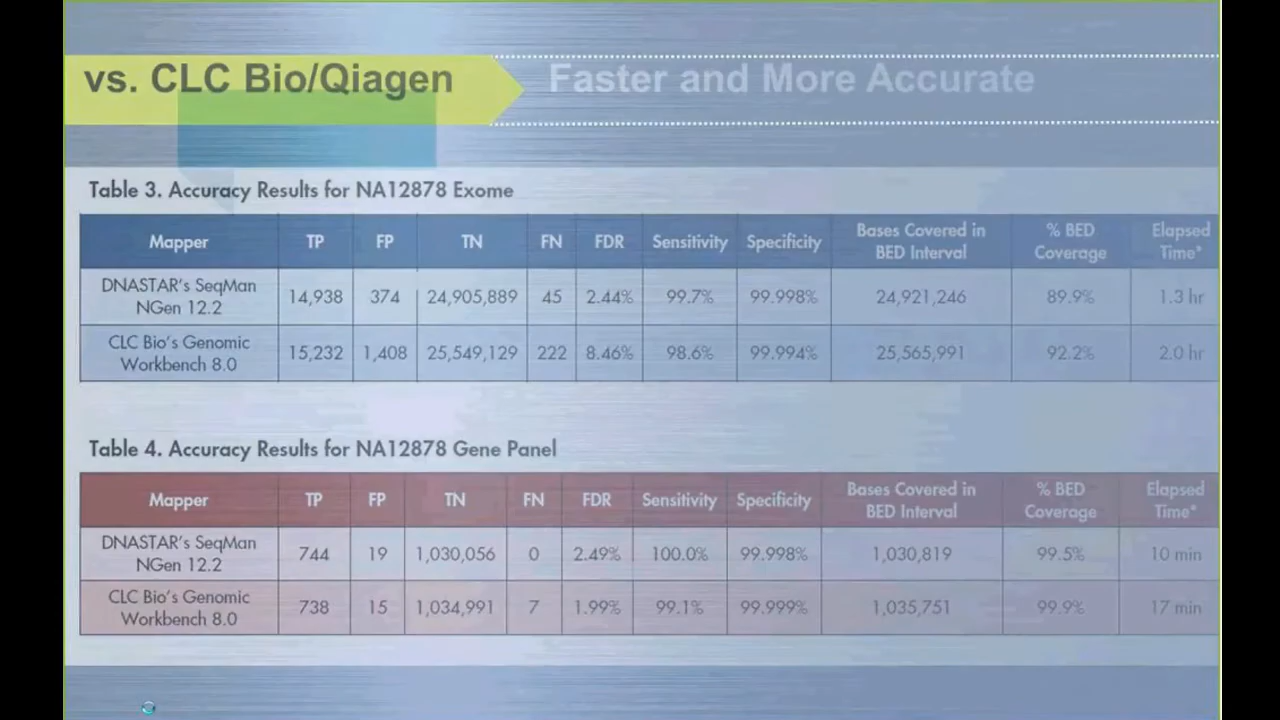 vs. CLC Bio/Qiagen Faster and More Accurate
Table 3. Accuracy Results for NA12878 Exome
Mapper TP FP TN FN FDR Sensitivity Specificity Bases Covered in BED Interval % BED Coverage Elapsed Time*
DNASTAR's SeqMan NGen 12.2 14,938 374 24,905,889 45 2.44% 99.7% 99.998% 24,921,246 89.9% 1.3 hr
CLC Bio's Genomic Workbench 8.0 15,232 1,408 25,549,129 222 8.46% 98.6% 99.994% 25,565,991 92.2% 2.0 hr
Table 4. Accuracy Results for NA12878 Gene Panel
Mapper TP FP TN FN FDR Sensitivity Specificity Bases Covered in BED Interval % BED Coverage Elapsed Time*
DNASTAR's SeqMan NGen 12.2 744 19 1,030,056 0 2.49% 100.0% 99.998% 1,030,819 99.5% 10 min
CLC Bio's Genomic Workbench 8.0 738 15 1,034,991 7 1.99% 99.1% 99.999% 1,035,751 99.9% 17 min